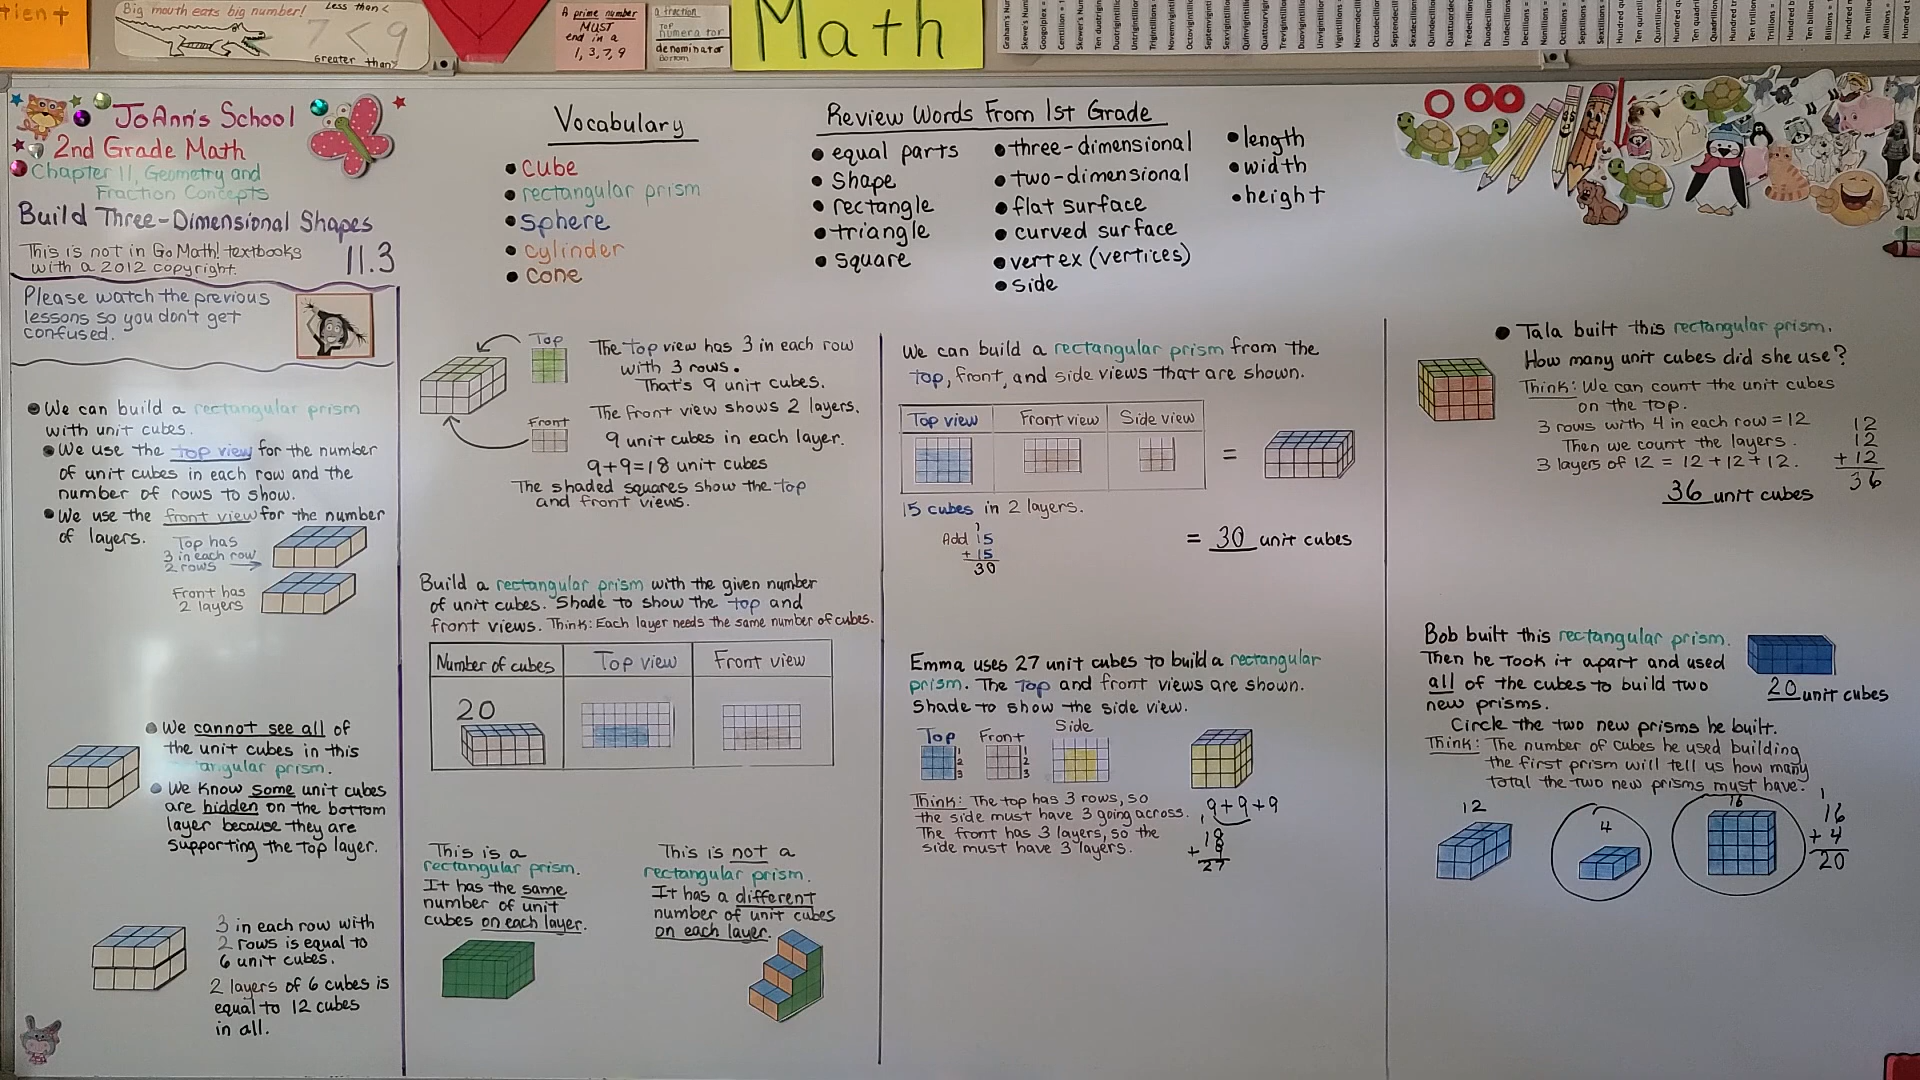 tient
Big mouth eats big number!
Less than <
7 < 9
Greater than >
A prime number
MUST
end in a
1, 3, 7, 9
a fraction
Top
numerator
denominator
Bottom
Math
JoAnn's School
2nd Grade Math
Chapter 11, Geometry and
Fraction Concepts
Build Three-Dimensional Shapes
This is not in Go Math! textbooks
with a 2012 copyright.
11.3
Please watch the previous
lessons so you don't get
confused.
Vocabulary
• cube
• rectangular prism
• sphere
• cylinder
• cone
Review Words From 1st Grade
• equal parts
• Shape
• rectangle
• triangle
• square
• three-dimensional
• two-dimensional
• flat surface
• curved surface
• vertex (vertices)
• side
• length
• width
• height
• We can build a rectangular prism
with unit cubes.
• We use the top view for the number
of unit cubes in each row and the
number of rows to show.
• We use the front view for the number
of layers.
Top has
3 in each row
2 rows
Front has
2 layers
• We cannot see all of
the unit cubes in this
angular prism.
• We know some unit cubes
are hidden on the bottom
layer because they are
supporting the top layer.
3 in each row with
2 rows is equal to
6 unit cubes.
2 layers of 6 cubes is
equal to 12 cubes
in all.
Top
Front
The top view has 3 in each row
with 3 rows.
That's 9 unit cubes.
The front view shows 2 layers.
9 unit cubes in each layer.
9+9=18 unit cubes
The shaded squares show the top
and front views.
Build a rectangular prism with the given number
of unit cubes. Shade to show the top and
front views. Think: Each layer needs the same number of cubes.
Number of cubes
Top view
Front view
20
This is a
rectangular prism.
It has the same
number of unit
cubes on each layer.
This is not a
rectangular prism.
It has a different
number of unit cubes
on each layer.
We can build a rectangular prism from the
top, front, and side views that are shown.
Top view
Front view
Side view
=
15 cubes in 2 layers.
1
Add 15
+ 15
30
= 30 unit cubes
Emma uses 27 unit cubes to build a rectangular
prism. The top and front views are shown.
Shade to show the side view.
Top
Front
Side
1
2
3
1
2
3
Think: The top has 3 rows, so
the side must have 3 going across.
The front has 3 layers, so the
side must have 3 layers.
9+9+9
1
18
+ 9
27
• Tala built this rectangular prism.
How many unit cubes did she use?
Think: We can count the unit cubes
on the top.
3 rows with 4 in each row = 12
Then we count the layers.
3 layers of 12 = 12 + 12 + 12.
12
12
+ 12
36
36 unit cubes
Bob built this rectangular prism.
Then he took it apart and used
all of the cubes to build two
new prisms.
20 unit cubes
Circle the two new prisms he built.
Think: The number of cubes he used building
the first prism will tell us how many
total the two new prisms must have.
12
4
16
1
16
+ 4
20